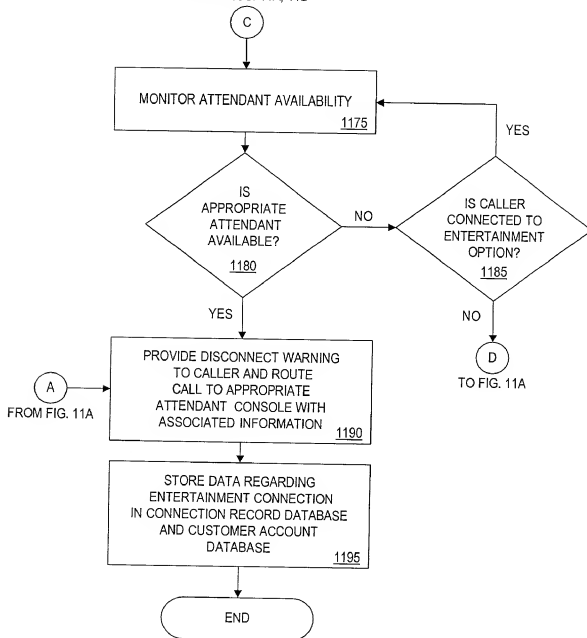 C
MONITOR ATTENDANT AVAILABILITY
1175
YES
IS
APPROPRIATE
ATTENDANT
AVAILABLE?
1180
NO
IS CALLER
CONNECTED TO
ENTERTAINMENT
OPTION?
1185
YES
NO
D
TO FIG. 11A
A
FROM FIG. 11A
PROVIDE DISCONNECT WARNING
TO CALLER AND ROUTE
CALL TO APPROPRIATE
ATTENDANT CONSOLE WITH
ASSOCIATED INFORMATION
1190
STORE DATA REGARDING
ENTERTAINMENT CONNECTION
IN CONNECTION RECORD DATABASE
AND CUSTOMER ACCOUNT
DATABASE
1195
END